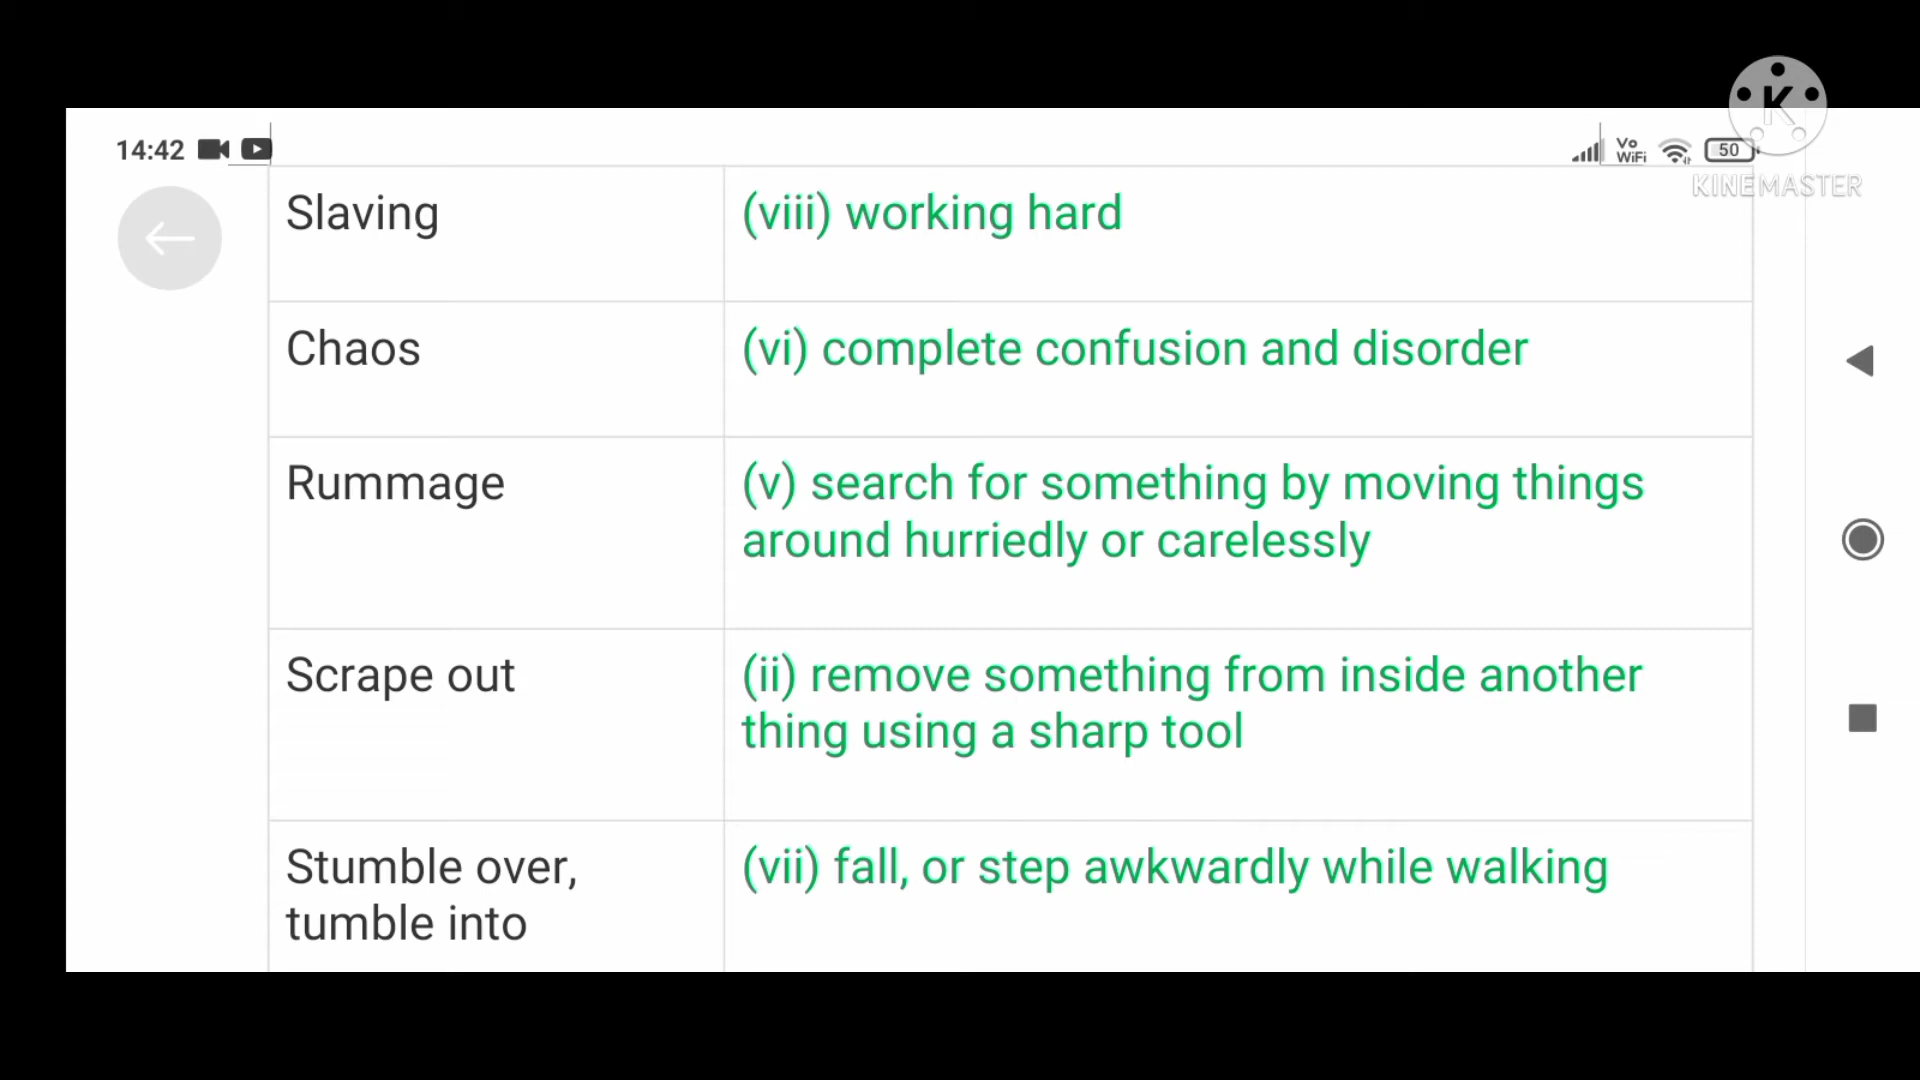 14:42
Vo
WiFi
50
K
KINEMASTER
Slaving
(viii) working hard
Chaos
(vi) complete confusion and disorder
Rummage
(v) search for something by moving things
around hurriedly or carelessly
Scrape out
(ii) remove something from inside another
thing using a sharp tool
Stumble over,
tumble into
(vii) fall, or step awkwardly while walking